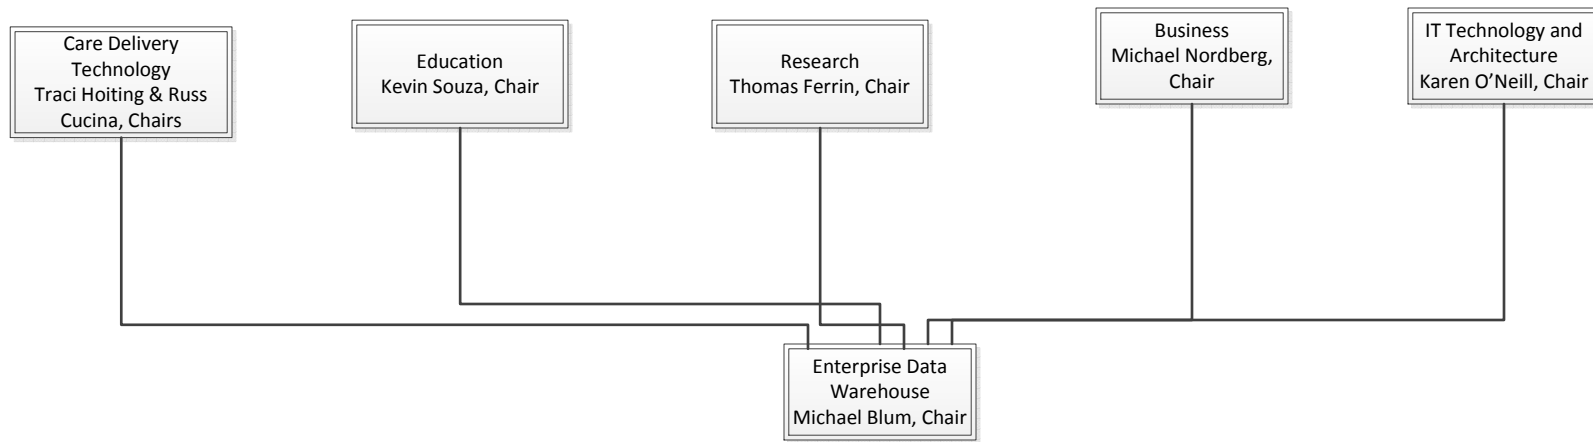 Care Delivery
Technology
Traci Hoiting & Russ
Cucina, Chairs
Education
Kevin Souza, Chair
Research
Thomas Ferrin, Chair
Business
Michael Nordberg,
Chair
IT Technology and
Architecture
Karen O’Neill, Chair
Enterprise Data
Warehouse
Michael Blum, Chair